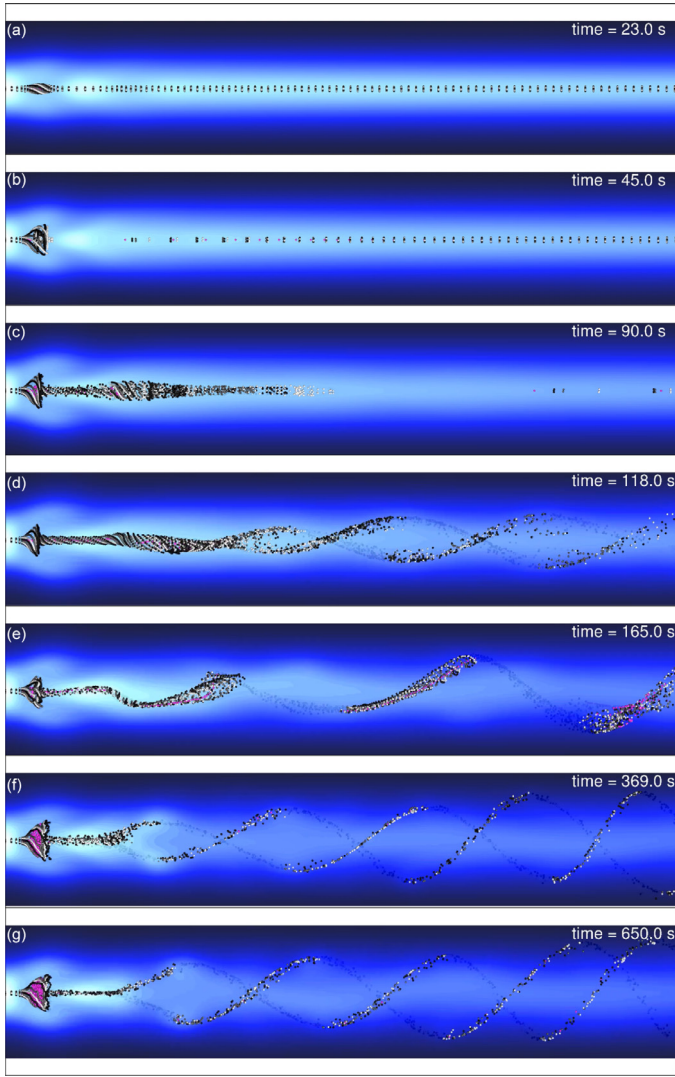 (a) time = 23.0 s
(b) time = 45.0 s
(c) time = 90.0 s
(d) time = 118.0 s
(e) time = 165.0 s
(f) time = 369.0 s
(g) time = 650.0 s